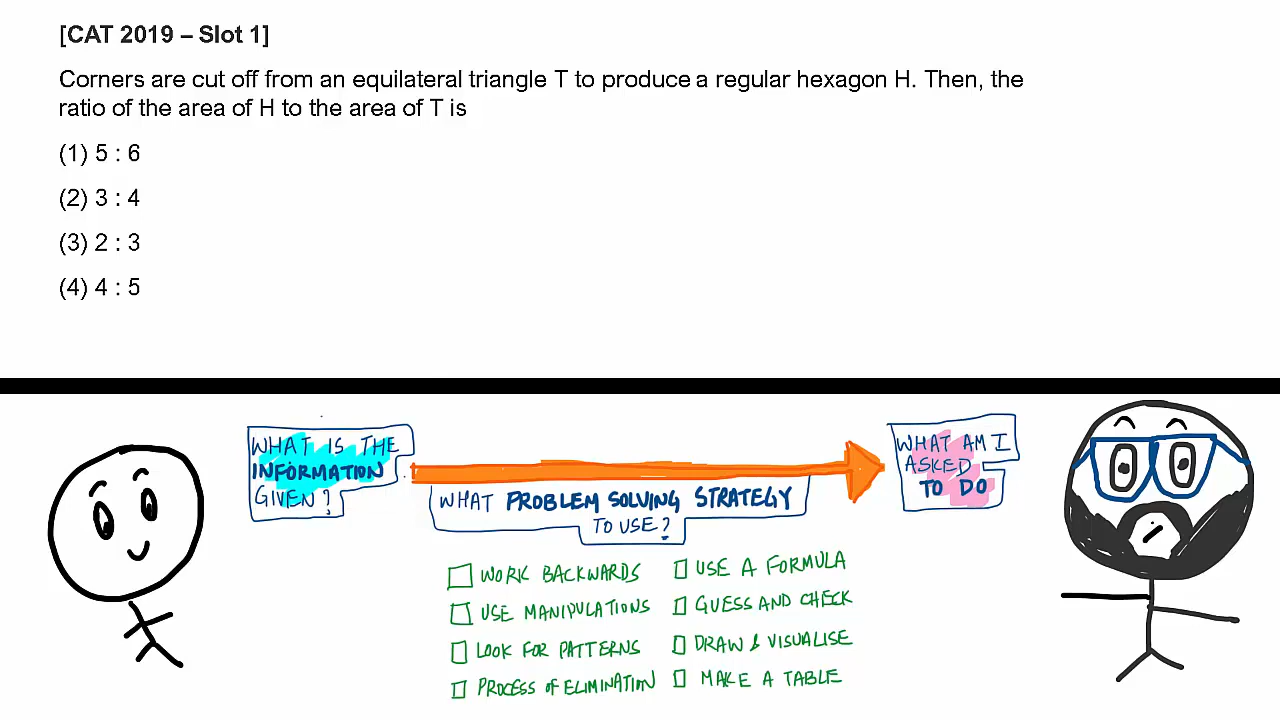 [CAT 2019 – Slot 1]
Corners are cut off from an equilateral triangle T to produce a regular hexagon H. Then, the
ratio of the area of H to the area of T is
(1) 5 : 6
(2) 3 : 4
(3) 2 : 3
(4) 4 : 5
WHAT IS THE
INFORMATION
GIVEN?
WHAT PROBLEM SOLVING STRATEGY
TO USE?
WHAT AM I
ASKED
TO DO
WORK BACKWARDS
USE MANIPULATIONS
LOOK FOR PATTERNS
PROCESS OF ELIMINATION
USE A FORMULA
GUESS AND CHECK
DRAW & VISUALISE
MAKE A TABLE